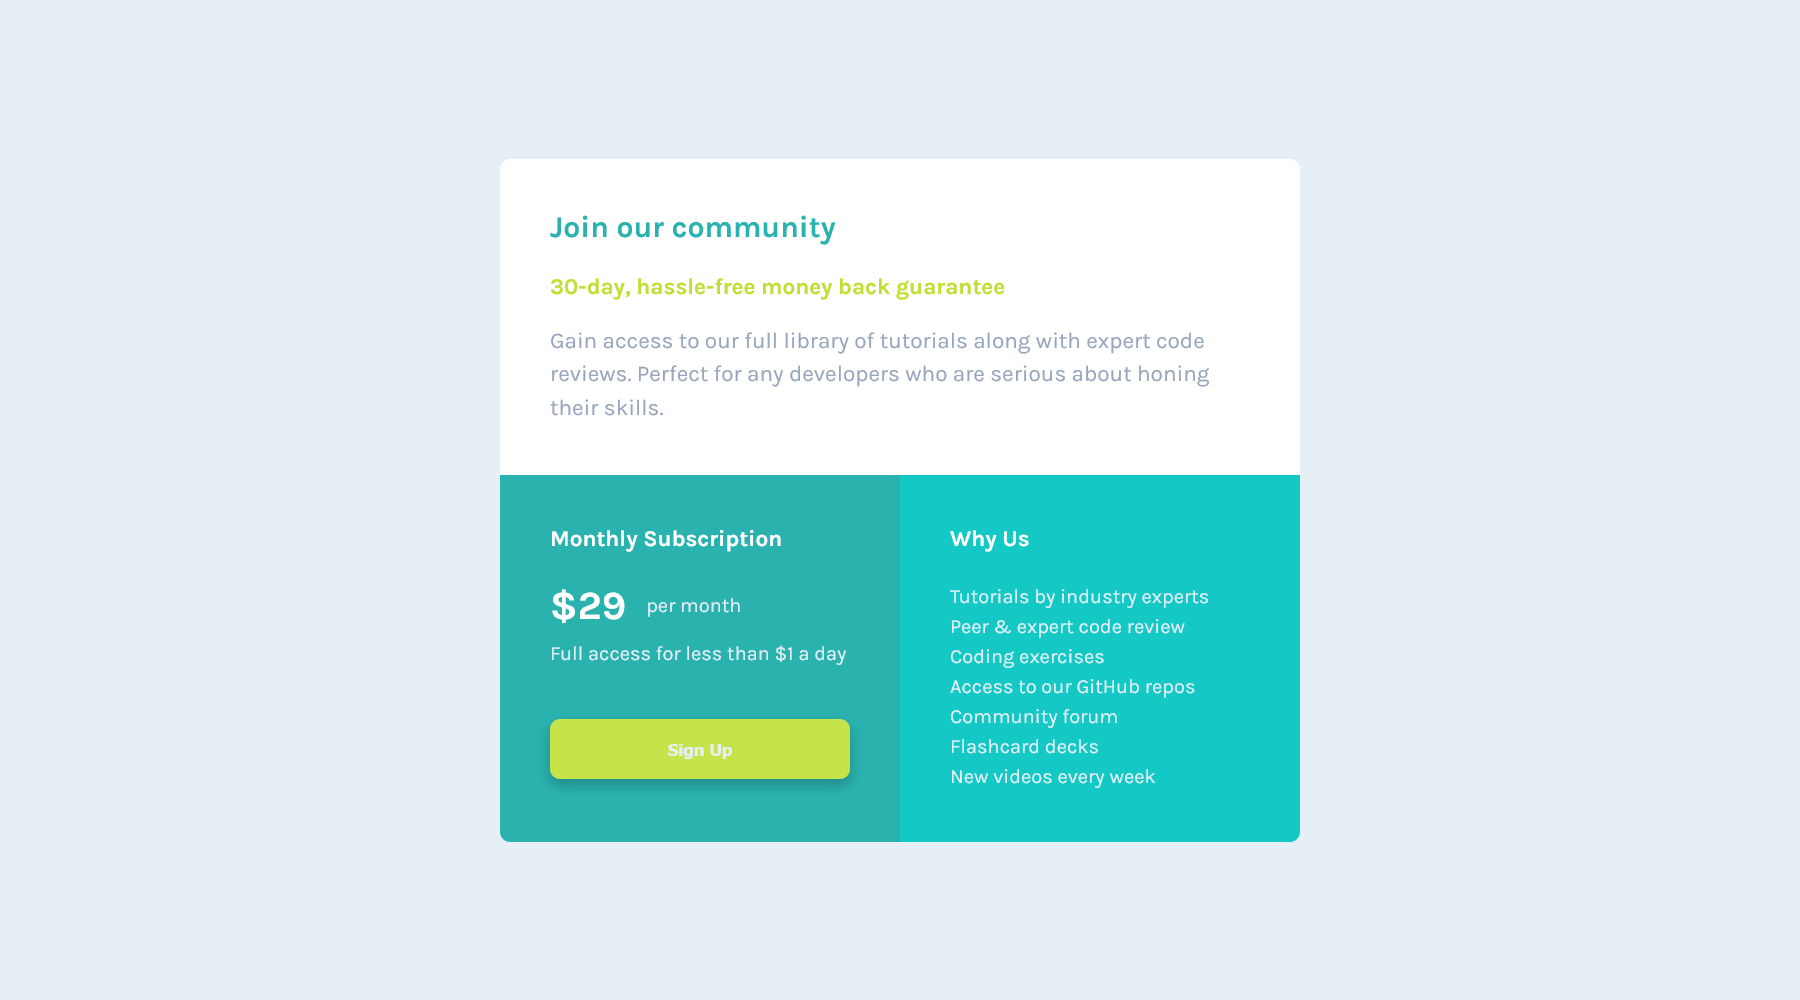 Join our community
30-day, hassle-free money back guarantee
Gain access to our full library of tutorials along with expert code
reviews. Perfect for any developers who are serious about honing
their skills.
Monthly Subscription
$29 per month
Full access for less than $1 a day
Sign Up
Why Us
Tutorials by industry experts
Peer & expert code review
Coding exercises
Access to our GitHub repos
Community forum
Flashcard decks
New videos every week